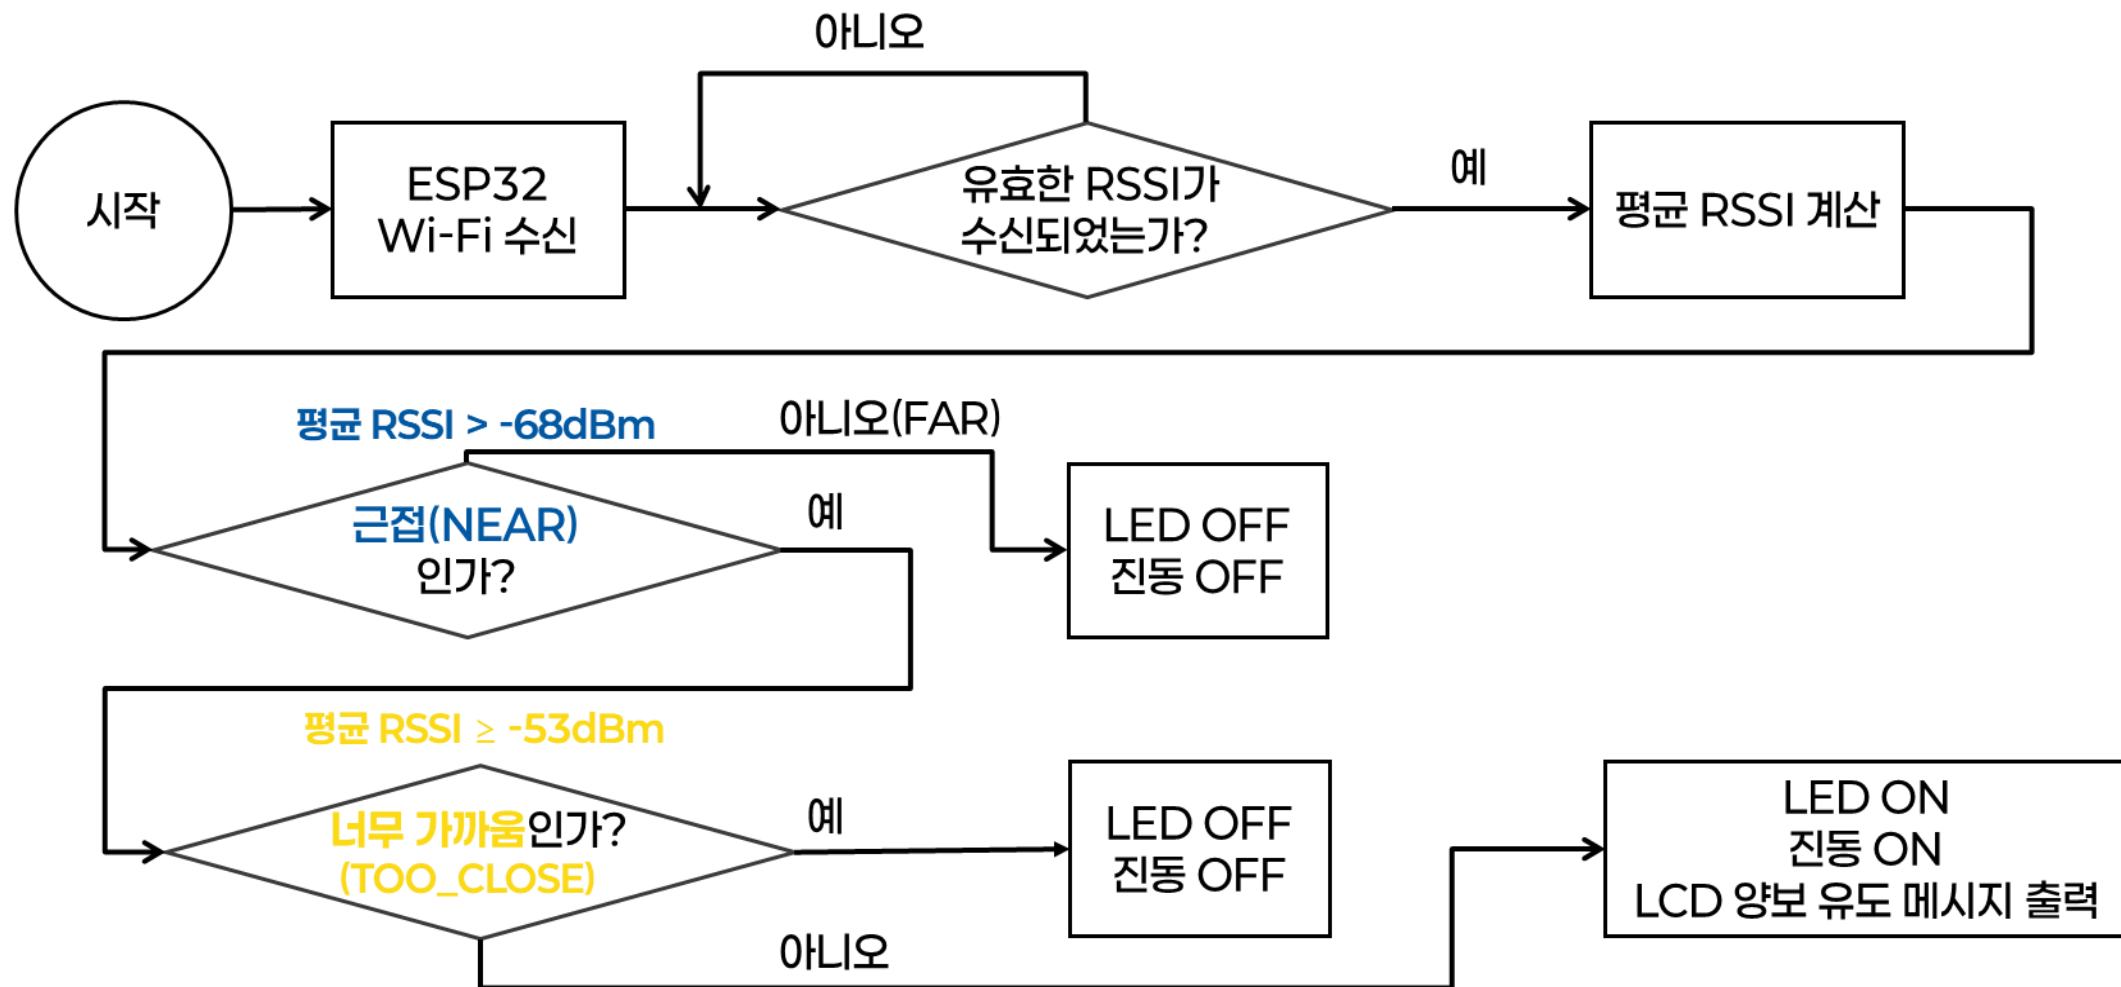 아니오
시작
ESP32
Wi-Fi 수신
유효한 RSSI가
수신되었는가?
예
평균 RSSI 계산
평균 RSSI > -68dBm
아니오(FAR)
근접(NEAR)
인가?
예
LED OFF
진동 OFF
평균 RSSI ≥ -53dBm
너무 가까움인가?
(TOO_CLOSE)
예
LED OFF
진동 OFF
아니오
LED ON
진동 ON
LCD 양보 유도 메시지 출력